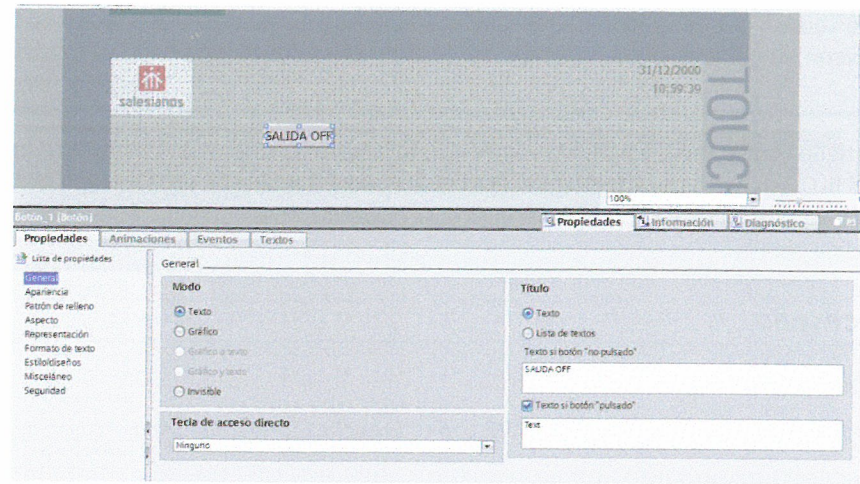 31/12/2000
10:59:39
salesianos
TOUCH
SALIDA OFF
100%
Botón_1 [Botón]
Propiedades
Información
Diagnóstico
Propiedades
Animaciones
Eventos
Textos
Lista de propiedades
General
Apariencia
Patrón de relleno
Aspecto
Representación
Formato de texto
Estilo/diseños
Misceláneo
Seguridad
General
Modo
Texto
Gráfico
Gráfico o texto
Gráfico y texto
Invisible
Tecla de acceso directo
Ninguno
Título
Texto
Lista de textos
Texto si botón "no pulsado"
SALIDA OFF
Texto si botón "pulsado"
Text